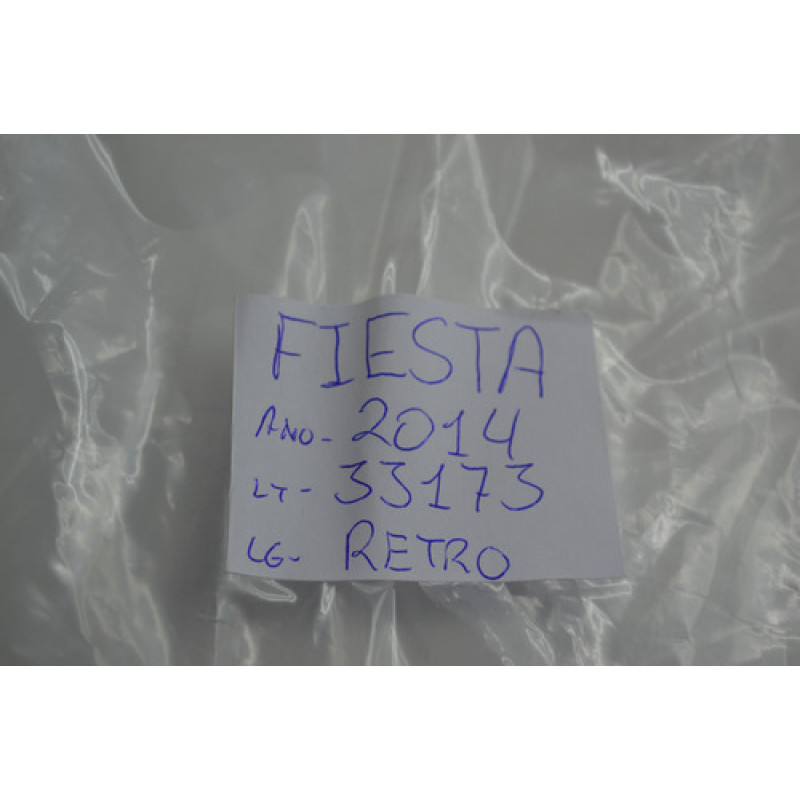 FIESTA
ANO- 2014
LT- 33173
LG- RETRO